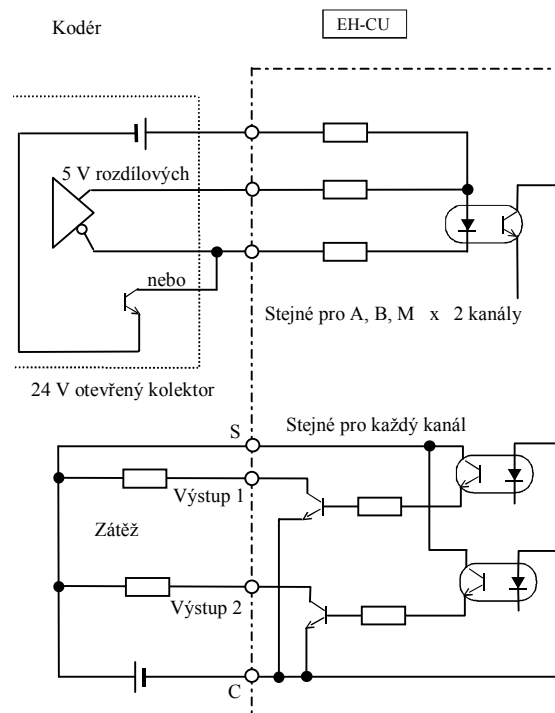 Kodér
EH-CU
5 V rozdílových
nebo
Stejné pro A, B, M x 2 kanály
24 V otevřený kolektor
S
Stejné pro každý kanál
Výstup 1
Zátěž
Výstup 2
C